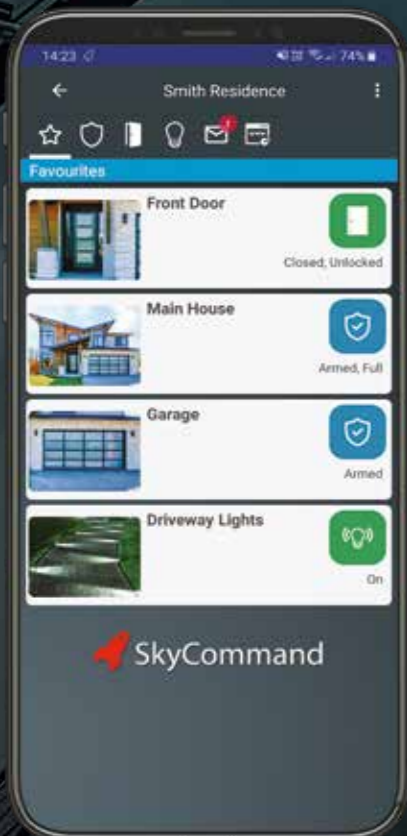 14:23
74%
Smith Residence
Favourites
Front Door
Closed, Unlocked
Main House
Armed, Full
Garage
Armed
Driveway Lights
On
SkyCommand